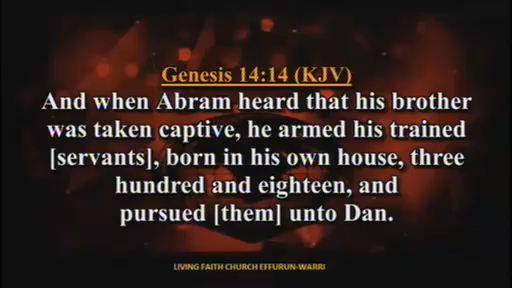 Genesis 14:14 (KJV)
And when Abram heard that his brother
was taken captive, he armed his trained
[servants], born in his own house, three
hundred and eighteen, and
pursued [them] unto Dan.
LIVING FAITH CHURCH EFFURUN-WARRI